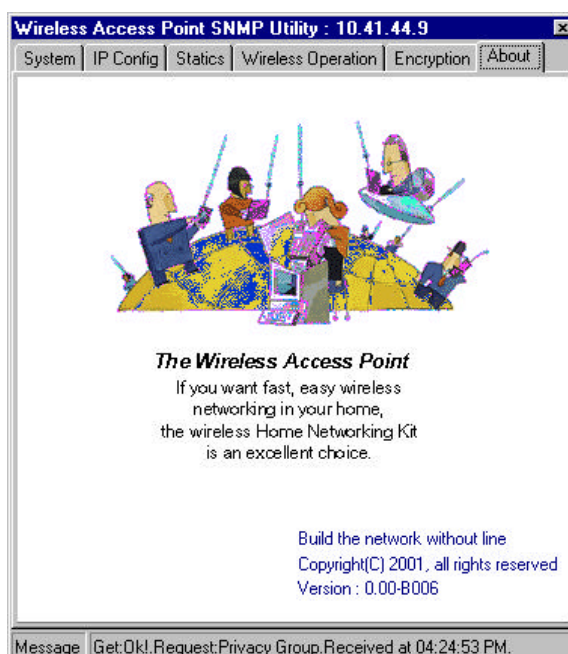 Wireless Access Point SNMP Utility : 10.41.44.9
System IP Config Statics Wireless Operation Encryption About
The Wireless Access Point
If you want fast, easy wireless
networking in your home,
the wireless Home Networking Kit
is an excellent choice.
Build the network without line
Copyright(C) 2001, all rights reserved
Version : 0.00-B006
Message Get:Ok!.Request:Privacy Group.Received at 04:24:53 PM.